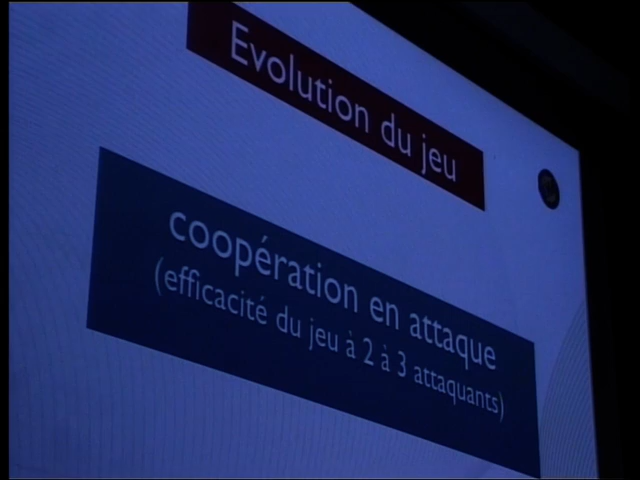 Evolution du jeu
coopération en attaque
(efficacité du jeu à 2 à 3 attaquants)